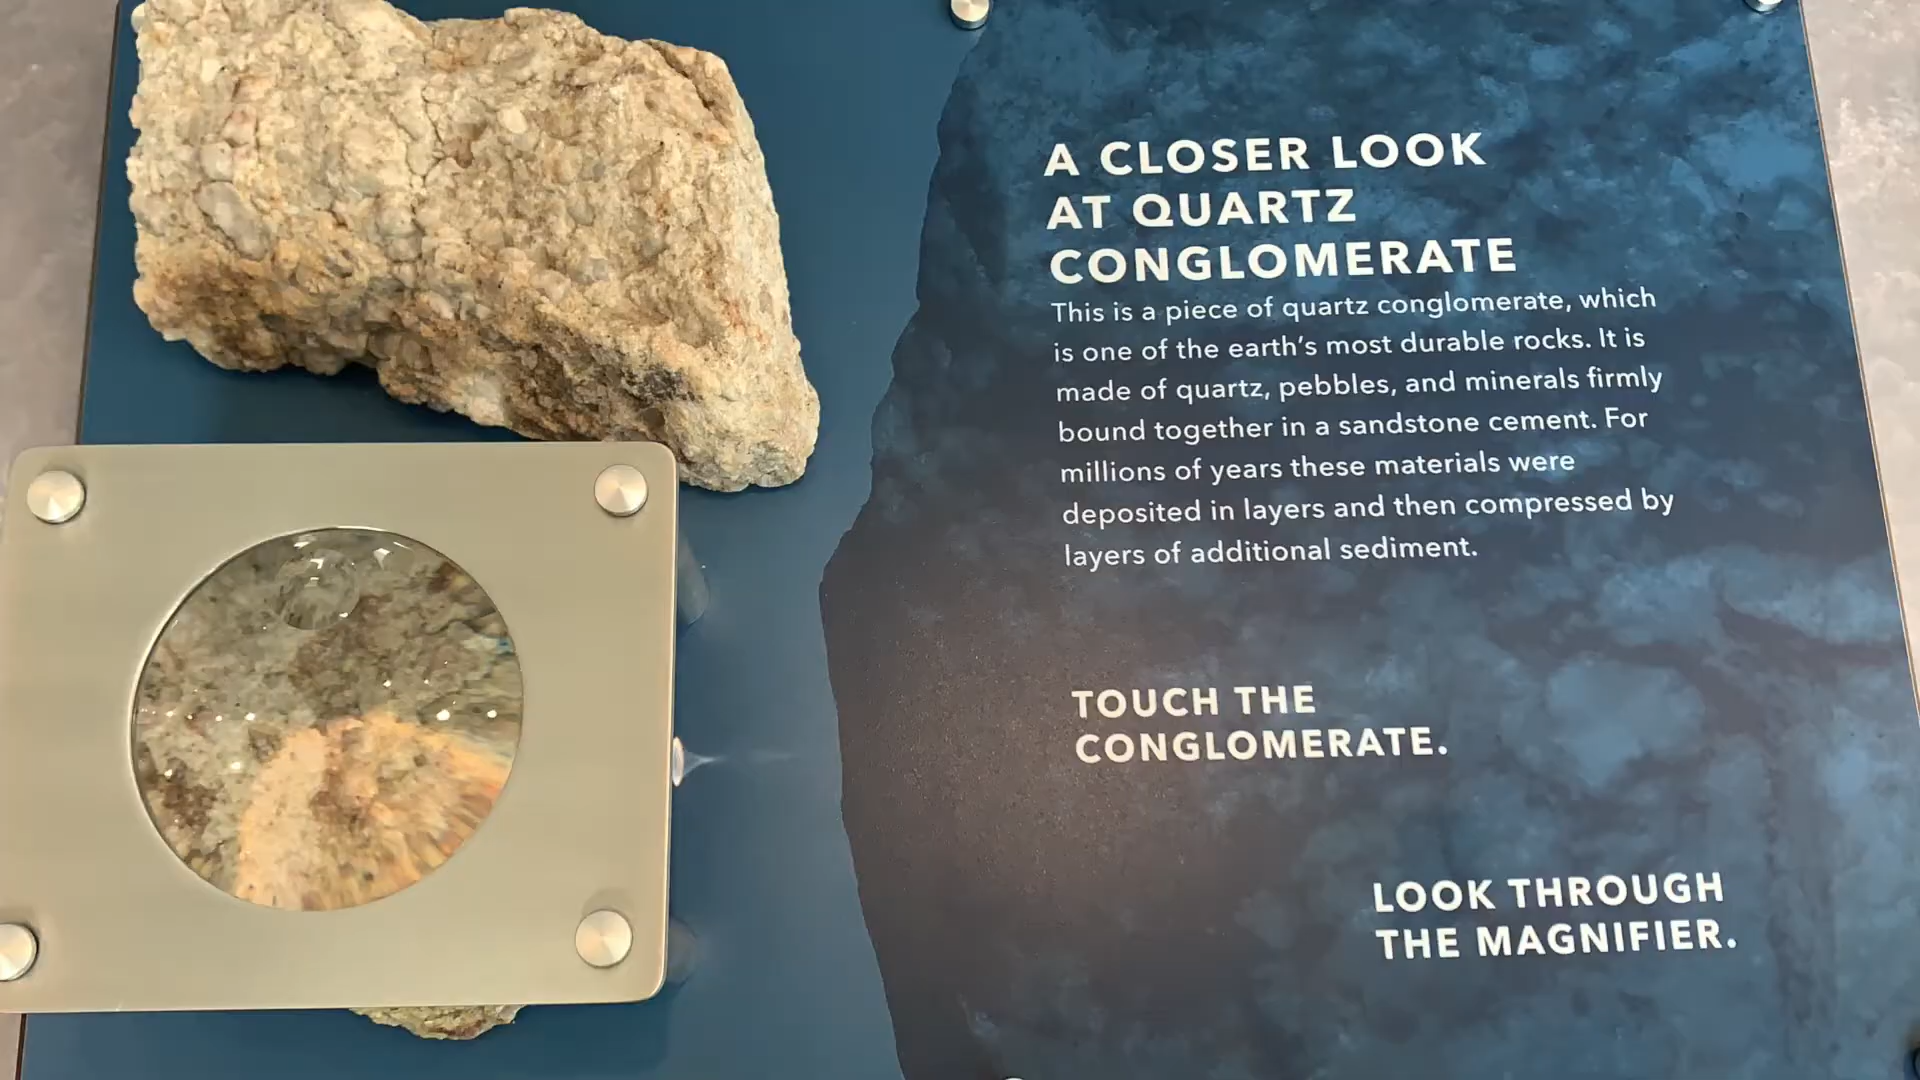 A CLOSER LOOK
AT QUARTZ
CONGLOMERATE
This is a piece of quartz conglomerate, which
is one of the earth's most durable rocks. It is
made of quartz, pebbles, and minerals firmly
bound together in a sandstone cement. For
millions of years these materials were
deposited in layers and then compressed by
layers of additional sediment.
TOUCH THE
CONGLOMERATE.
LOOK THROUGH
THE MAGNIFIER.